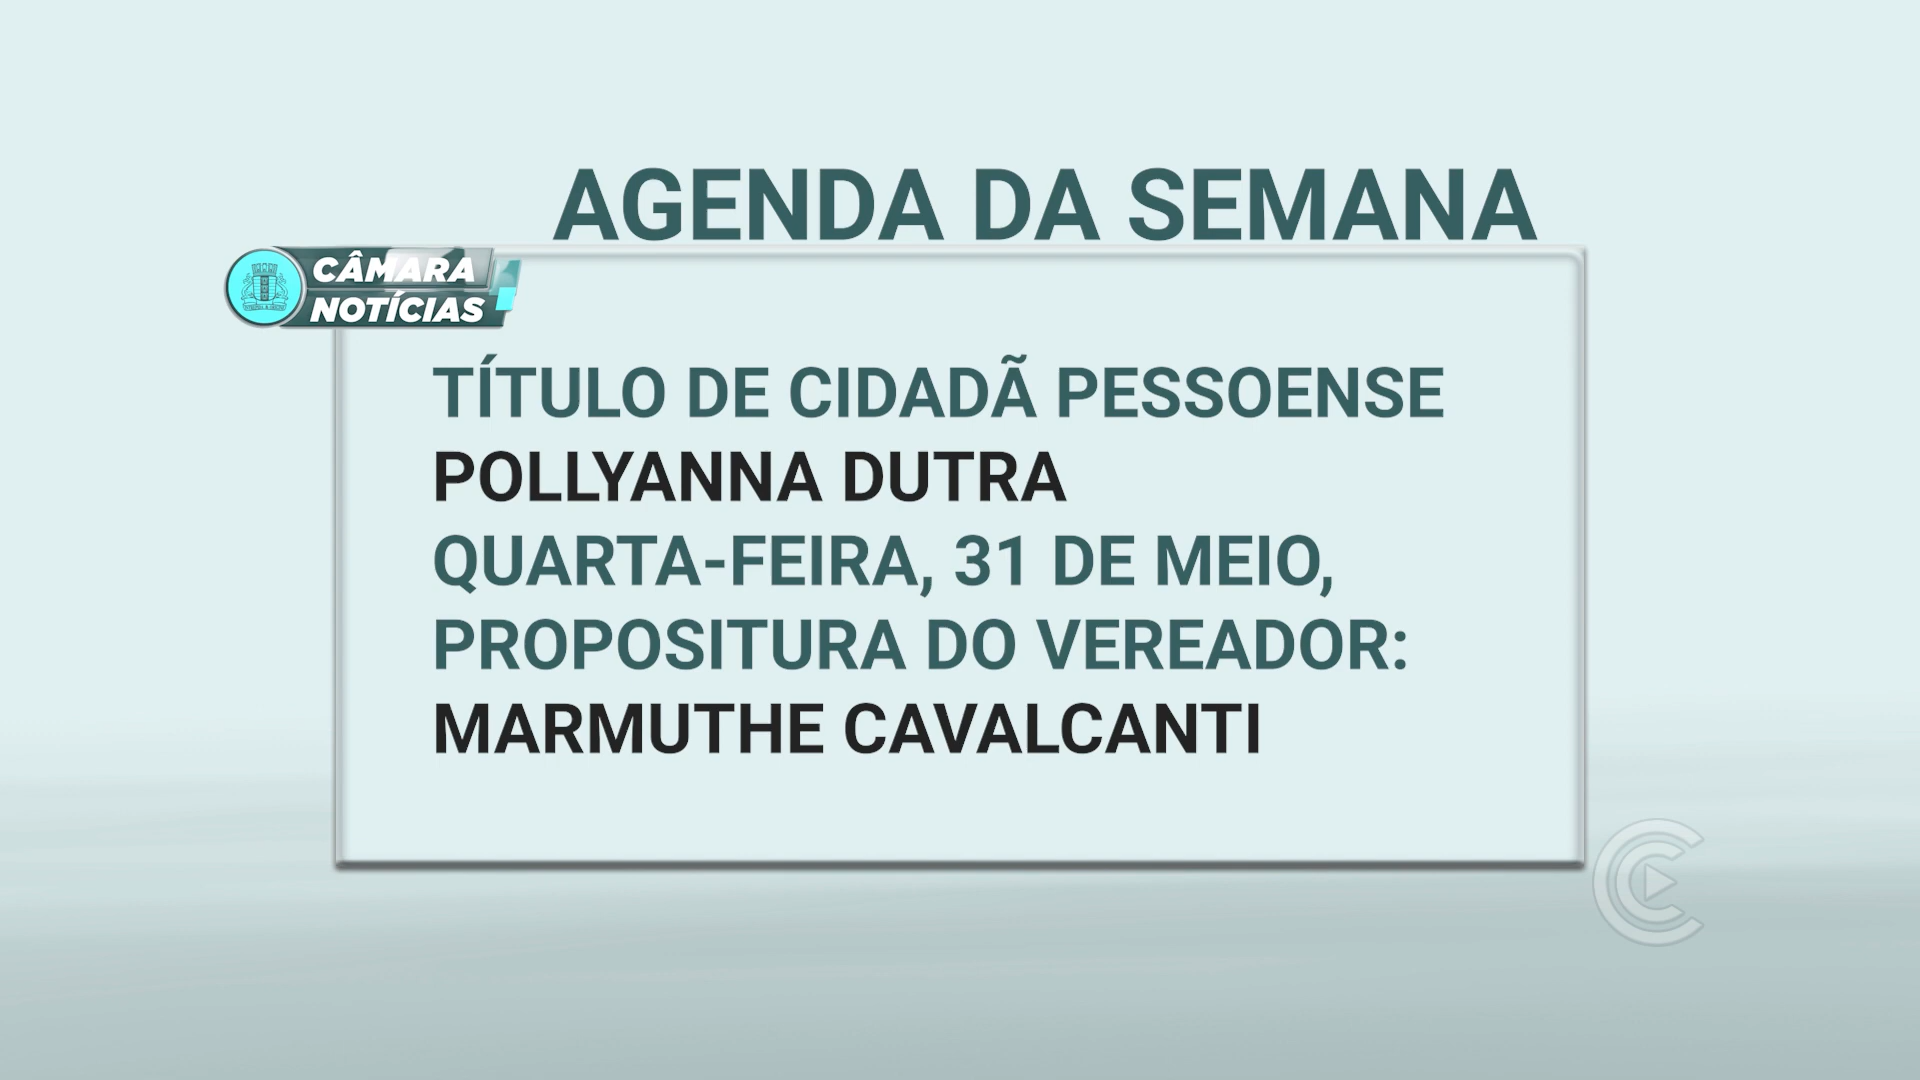 AGENDA DA SEMANA
CÂMARA
NOTÍCIAS
TÍTULO DE CIDADÃ PESSOENSE
POLLYANNA DUTRA
QUARTA-FEIRA, 31 DE MEIO,
PROPOSITURA DO VEREADOR:
MARMUTHE CAVALCANTI